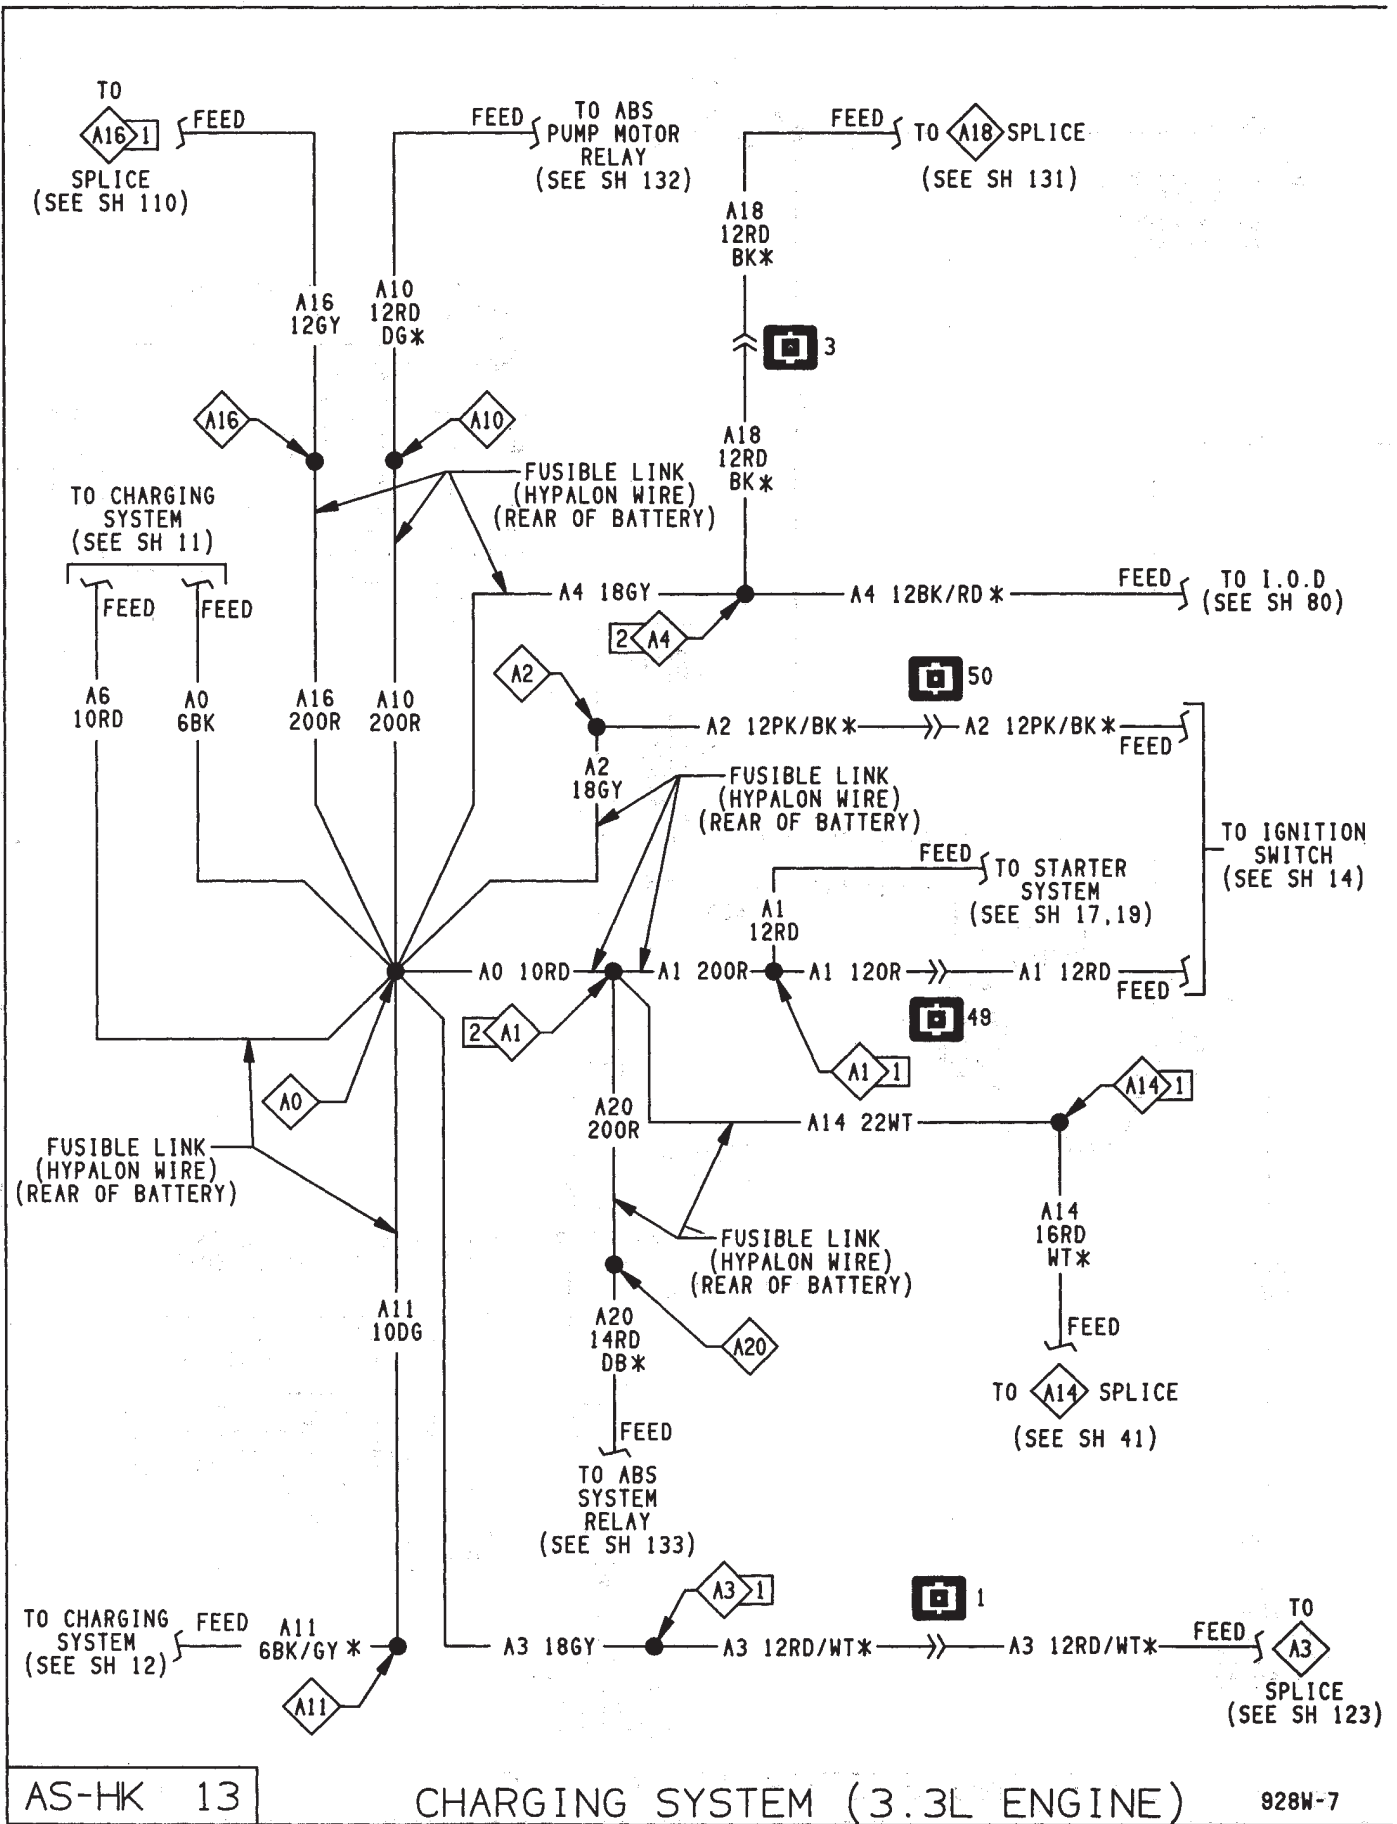 TO
A16 1
SPLICE
(SEE SH 110)
FEED
FEED
TO ABS
PUMP MOTOR
RELAY
(SEE SH 132)
FEED
TO A18 SPLICE
(SEE SH 131)
A18
12RD
BK*
A16
12GY
A10
12RD
DG*
3
A16
A10
A18
12RD
BK*
FUSIBLE LINK
(HYPALON WIRE)
(REAR OF BATTERY)
TO CHARGING
SYSTEM
(SEE SH 11)
FEED
FEED
A4 18GY
A4 12BK/RD *
FEED
TO I.O.D
(SEE SH 80)
2 A4
A2
50
A6
10RD
A0
6BK
A16
20OR
A10
20OR
A2 12PK/BK*
A2 12PK/BK*
FEED
A2
18GY
FUSIBLE LINK
(HYPALON WIRE)
(REAR OF BATTERY)
TO IGNITION
SWITCH
(SEE SH 14)
FEED
TO STARTER
SYSTEM
(SEE SH 17,19)
A1
12RD
A0 10RD
A1 20OR
A1 12OR
A1 12RD
FEED
2 A1
49
A1 1
A14 1
A0
A20
20OR
A14 22WT
FUSIBLE LINK
(HYPALON WIRE)
(REAR OF BATTERY)
A14
16RD
WT*
FUSIBLE LINK
(HYPALON WIRE)
(REAR OF BATTERY)
A11
10DG
A20
14RD
DB*
A20
FEED
TO A14 SPLICE
(SEE SH 41)
FEED
TO ABS
SYSTEM
RELAY
(SEE SH 133)
A3 1
1
TO CHARGING
SYSTEM
(SEE SH 12)
FEED
A11
6BK/GY *
A3 18GY
A3 12RD/WT*
A3 12RD/WT*
FEED
TO
A3
SPLICE
(SEE SH 123)
A11
AS-HK 13
CHARGING SYSTEM (3.3L ENGINE)
928W-7